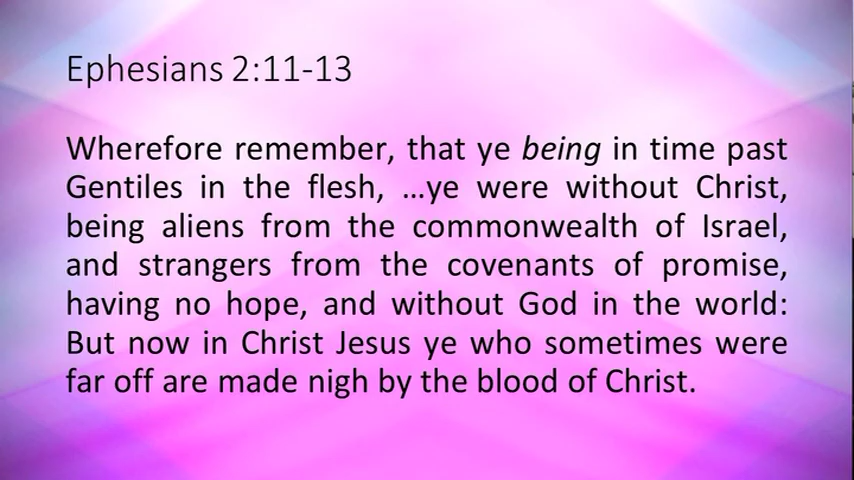 Ephesians 2:11-13
Wherefore remember, that ye being in time past
Gentiles in the flesh, …ye were without Christ,
being aliens from the commonwealth of Israel,
and strangers from the covenants of promise,
having no hope, and without God in the world:
But now in Christ Jesus ye who sometimes were
far off are made nigh by the blood of Christ.